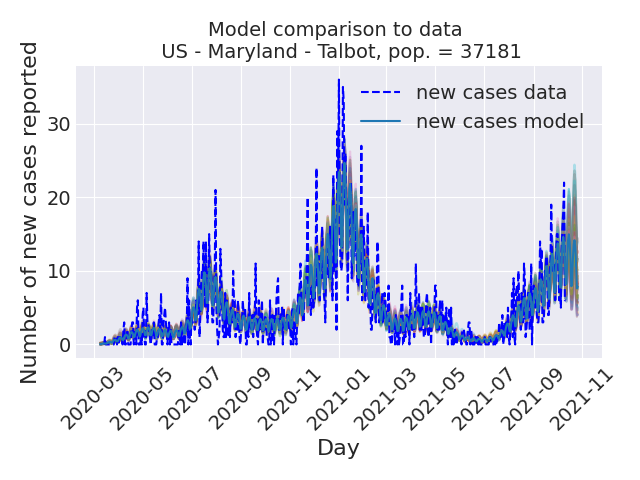 Model comparison to data
US - Maryland - Talbot, pop. = 37181
Number of new cases reported
30
20
10
0
new cases data
new cases model
2020-03
2020-05
2020-07
2020-09
2020-11
2021-01
2021-03
2021-05
2021-07
2021-09
2021-11
Day